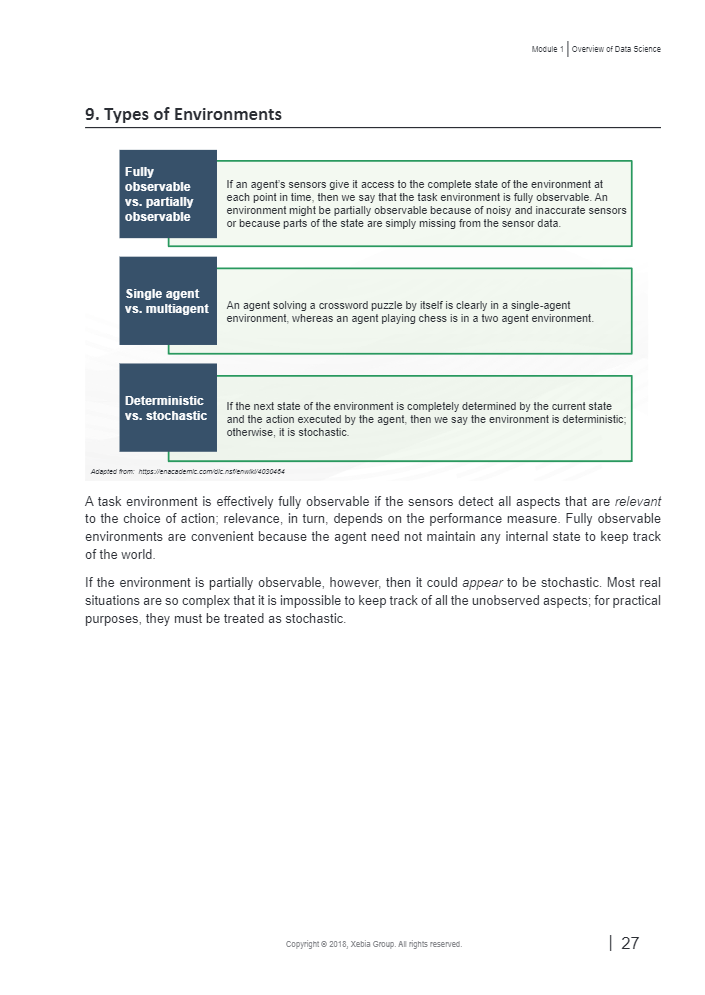 Module 1 | Overview of Data Science
9. Types of Environments
Fully
observable
vs. partially
observable
If an agent's sensors give it access to the complete state of the environment at
each point in time, then we say that the task environment is fully observable. An
environment might be partially observable because of noisy and inaccurate sensors
or because parts of the state are simply missing from the sensor data.
Single agent
vs. multiagent
An agent solving a crossword puzzle by itself is clearly in a single-agent
environment, whereas an agent playing chess is in a two agent environment.
Deterministic
vs. stochastic
If the next state of the environment is completely determined by the current state
and the action executed by the agent, then we say the environment is deterministic;
otherwise, it is stochastic.
Adapted from: https://enacademic.com/dic.nsf/enwiki/4030464
A task environment is effectively fully observable if the sensors detect all aspects that are relevant
to the choice of action; relevance, in turn, depends on the performance measure. Fully observable
environments are convenient because the agent need not maintain any internal state to keep track
of the world.
If the environment is partially observable, however, then it could appear to be stochastic. Most real
situations are so complex that it is impossible to keep track of all the unobserved aspects; for practical
purposes, they must be treated as stochastic.
Copyright © 2018, Xebia Group. All rights reserved.
| 27